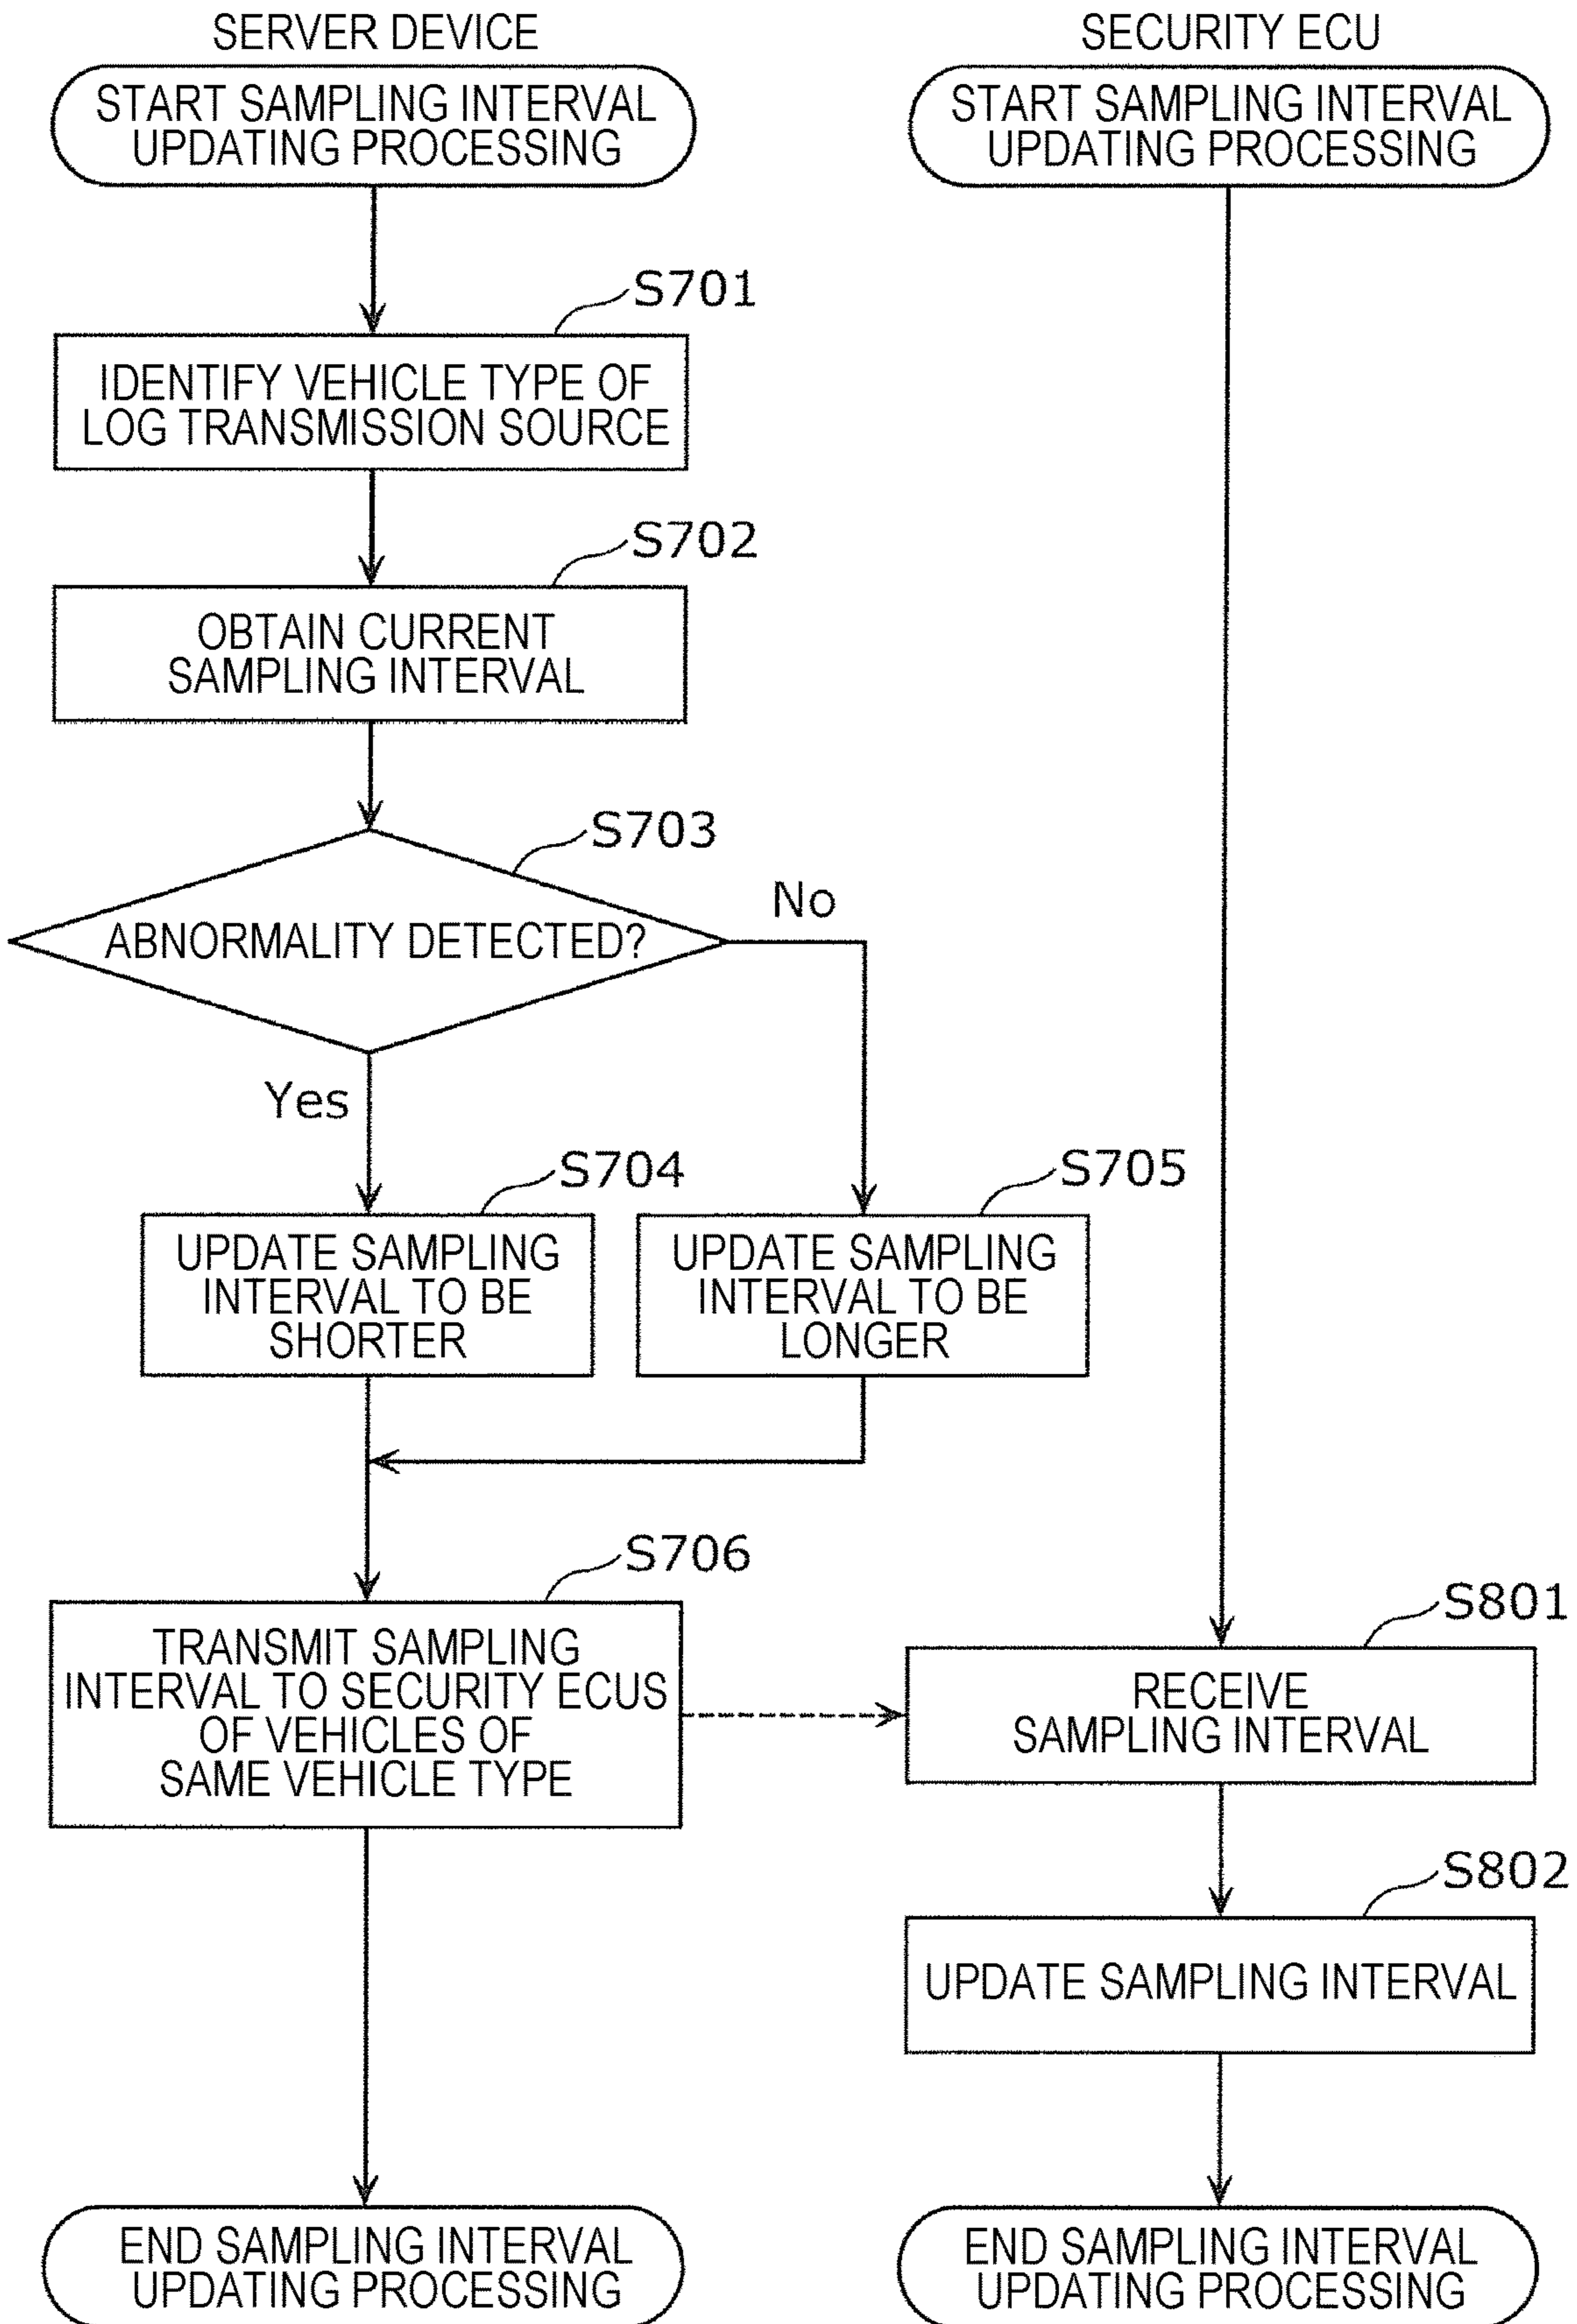 SERVER DEVICE
START SAMPLING INTERVAL
UPDATING PROCESSING
S701
IDENTIFY VEHICLE TYPE OF
LOG TRANSMISSION SOURCE
S702
OBTAIN CURRENT
SAMPLING INTERVAL
S703
ABNORMALITY DETECTED?
No
Yes
S704
UPDATE SAMPLING
INTERVAL TO BE
SHORTER
S705
UPDATE SAMPLING
INTERVAL TO BE
LONGER
S706
TRANSMIT SAMPLING
INTERVAL TO SECURITY ECUS
OF VEHICLES OF
SAME VEHICLE TYPE
END SAMPLING INTERVAL
UPDATING PROCESSING
SECURITY ECU
START SAMPLING INTERVAL
UPDATING PROCESSING
S801
RECEIVE
SAMPLING INTERVAL
S802
UPDATE SAMPLING INTERVAL
END SAMPLING INTERVAL
UPDATING PROCESSING